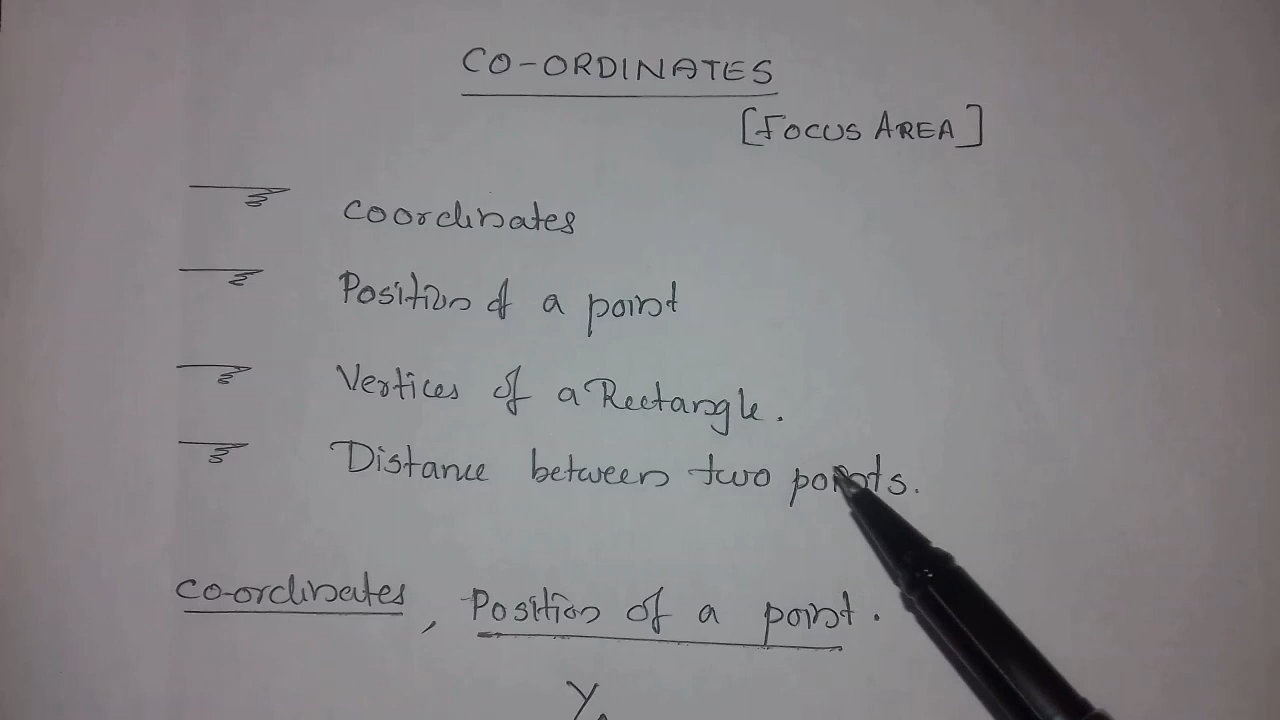 CO-ORDINATES
[FOCUS AREA]
Coordinates
Position of a point
Vertices of a Rectangle.
Distance between two points.
Co-ordinates, Position of a point.
Y